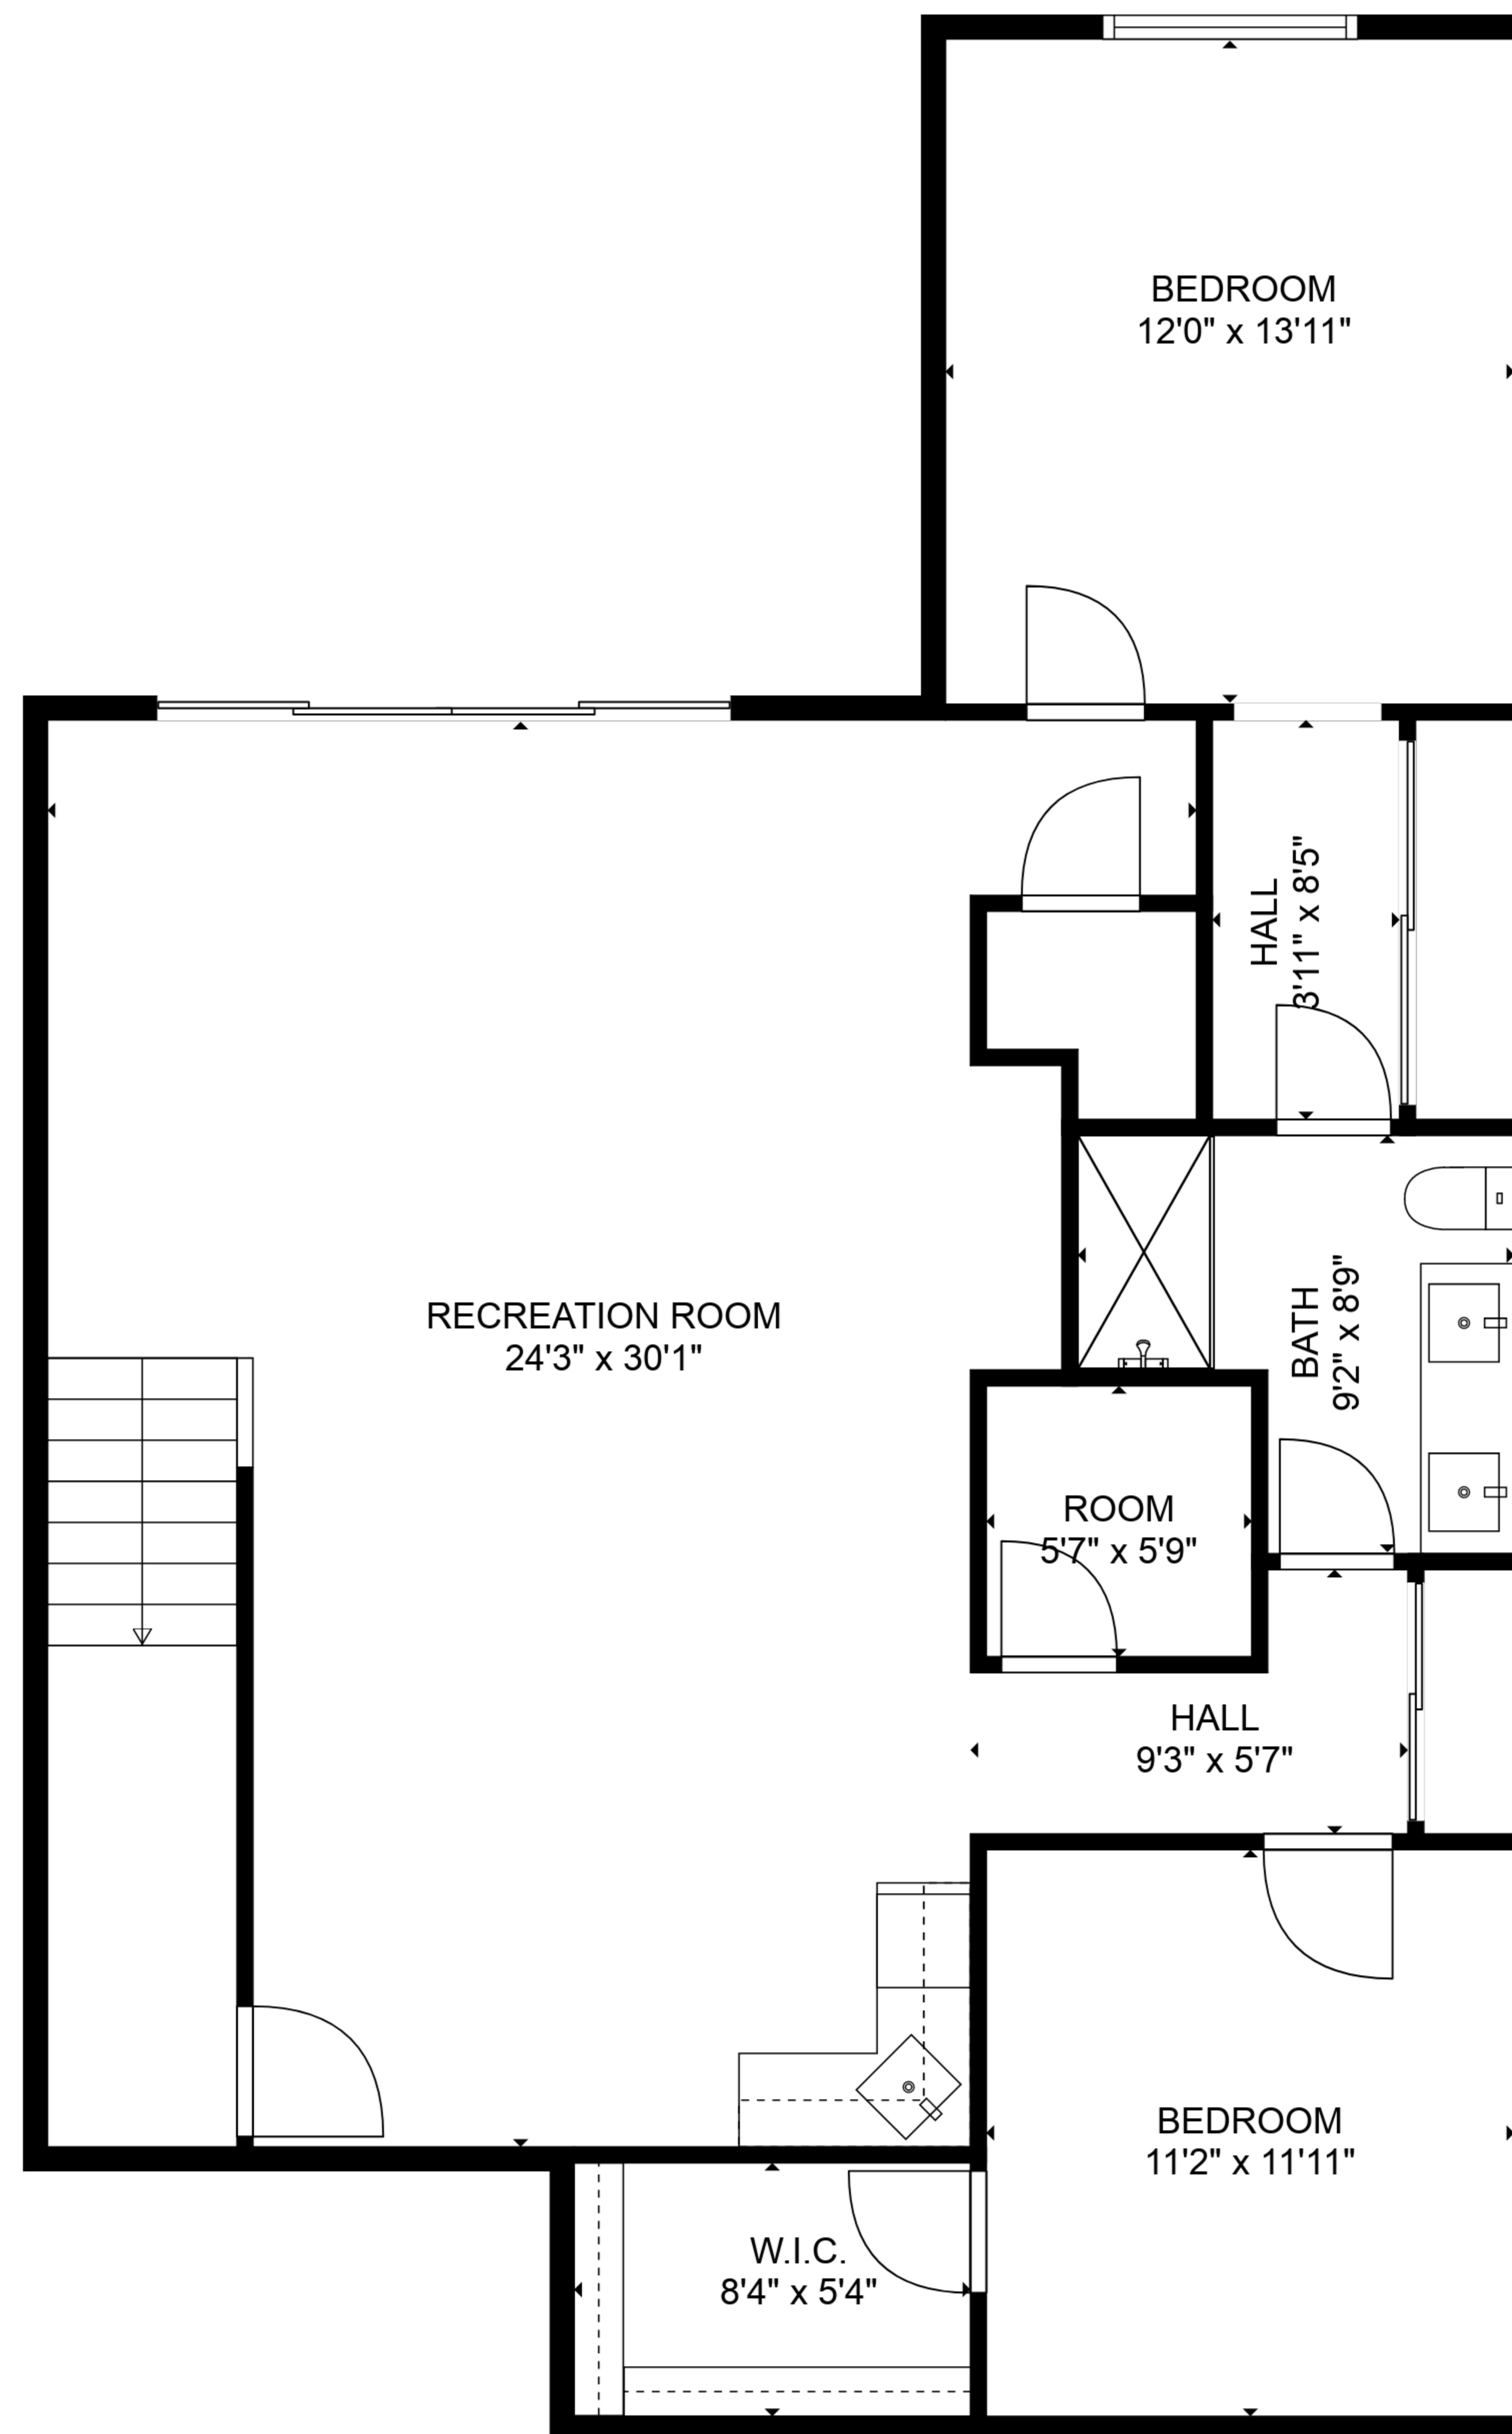 BEDROOM
12'0" x 13'11"
HALL
3'11" x 8'5"
RECREATION ROOM
24'3" x 30'1"
BATH
9'2" x 8'9"
ROOM
5'7" x 5'9"
HALL
9'3" x 5'7"
BEDROOM
11'2" x 11'11"
W.I.C.
8'4" x 5'4"